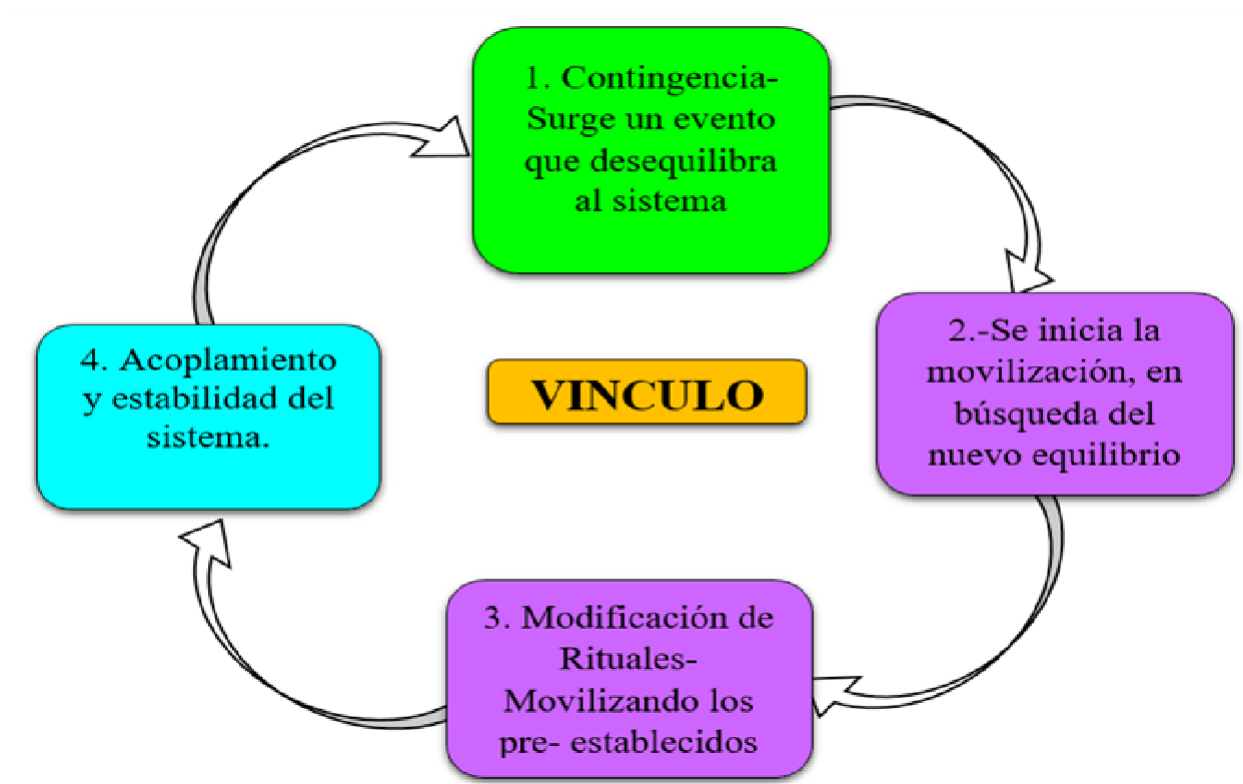 1. Contingencia-
Surge un evento
que desequilibra
al sistema
2.-Se inicia la
movilización, en
búsqueda del
nuevo equilibrio
3. Modificación de
Rituales-
Movilizando los
pre- establecidos
4. Acoplamiento
y estabilidad del
sistema.
VINCULO